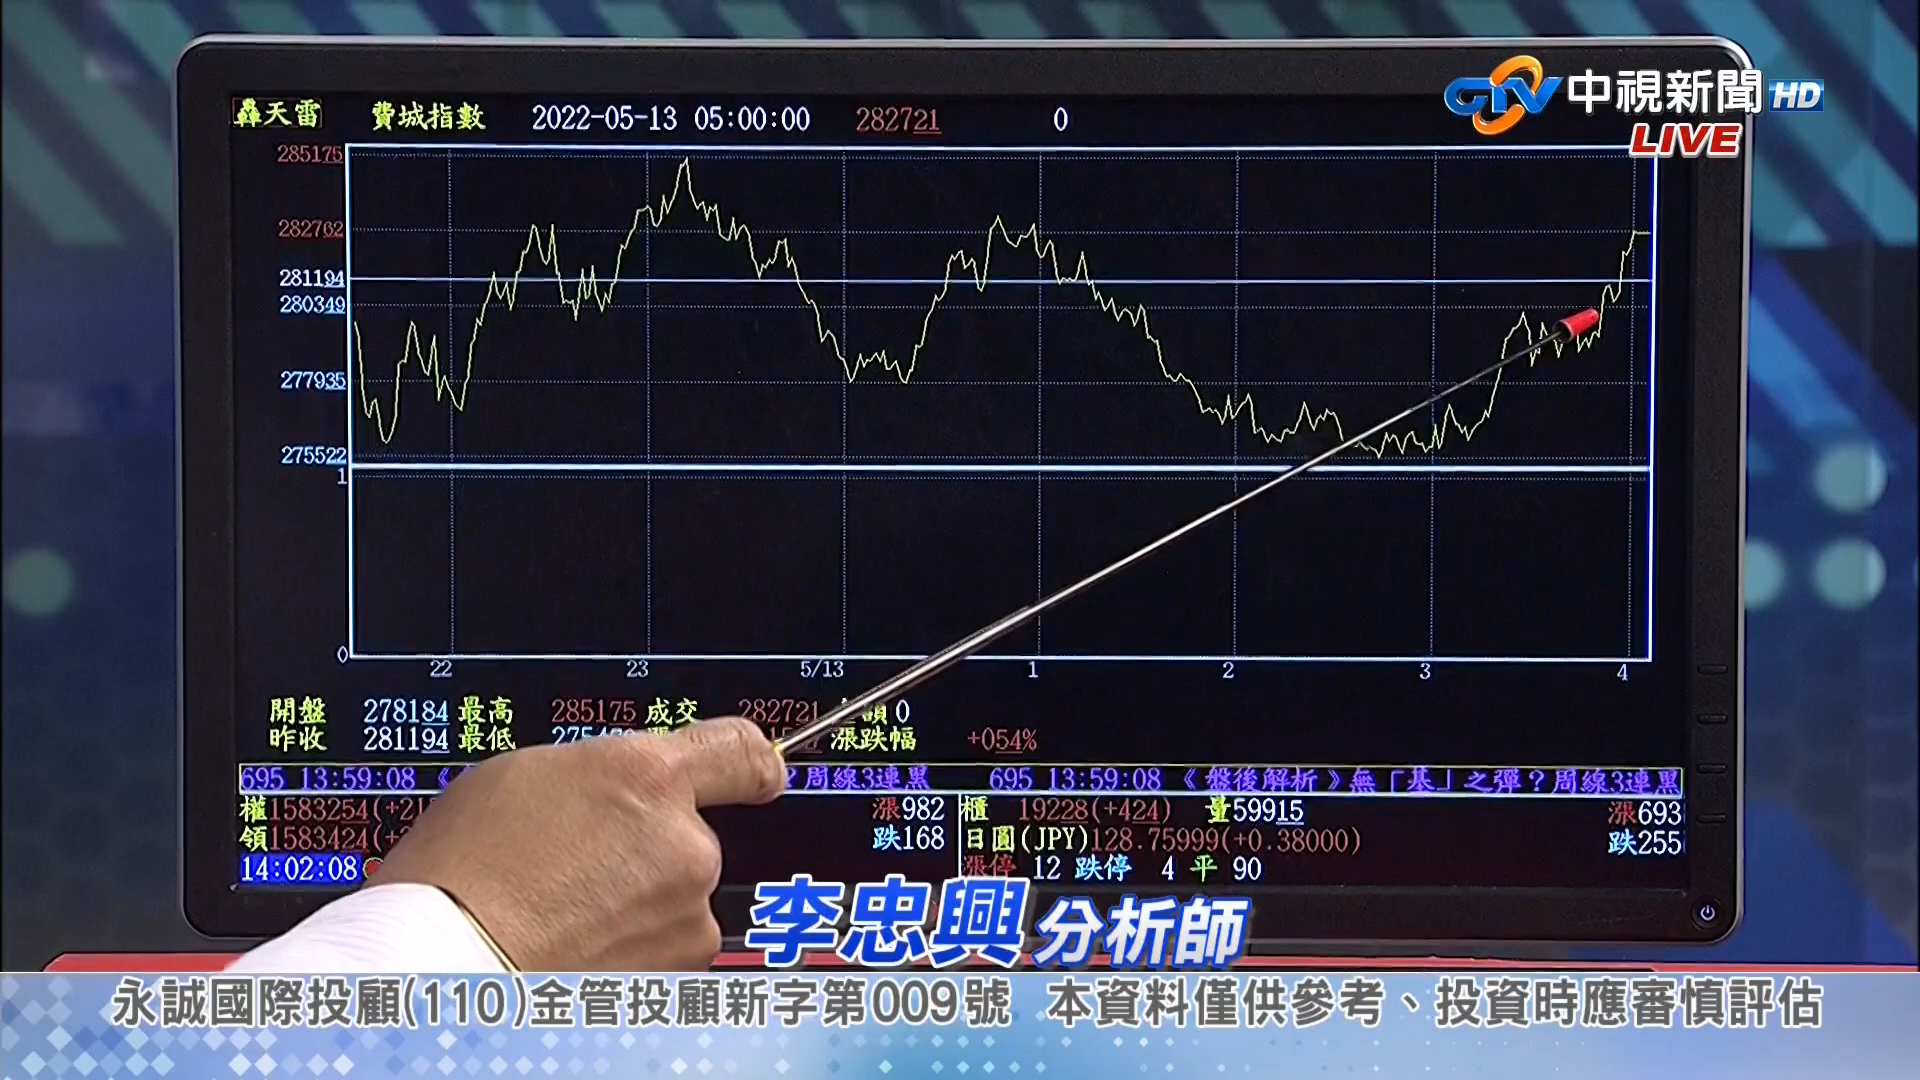 CTV 中視新聞 HD
LIVE
轟天雷 費城指數 2022-05-13 05:00:00 282721 0
285175
282762
281194
280349
277935
275522
1
0
22 23 5/13 1 2 3 4
開盤 278184 最高 285175 成交 282721 額 0
昨收 281194 最低 漲跌幅 +054%
695 13:59:08 《 ？周線3連黑 695 13:59:08 《盤後解析》無「基」之彈？周線3連黑
權1583254 漲982 櫃 19228(+424) 量59915 漲693
領1583424 跌168 日圓(JPY)128.75999(+0.38000) 跌255
14:02:08 漲停 12 跌停 4 平 90
李忠興 分析師
永誠國際投顧(110)金管投顧新字第009號 本資料僅供參考、投資時應審慎評估